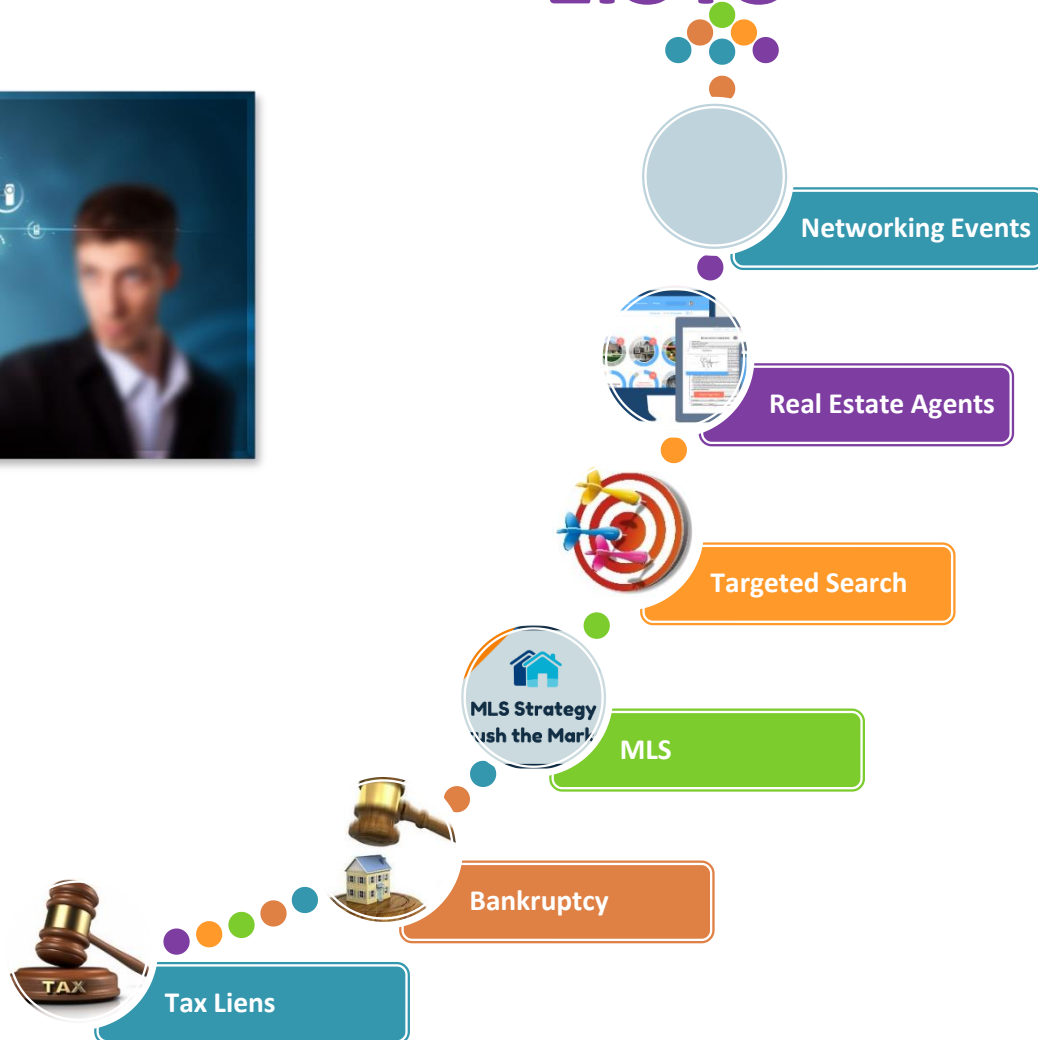 Networking Events
Real Estate Agents
Targeted Search
MLS Strategy
MLS
Bankruptcy
TAX
Tax Liens